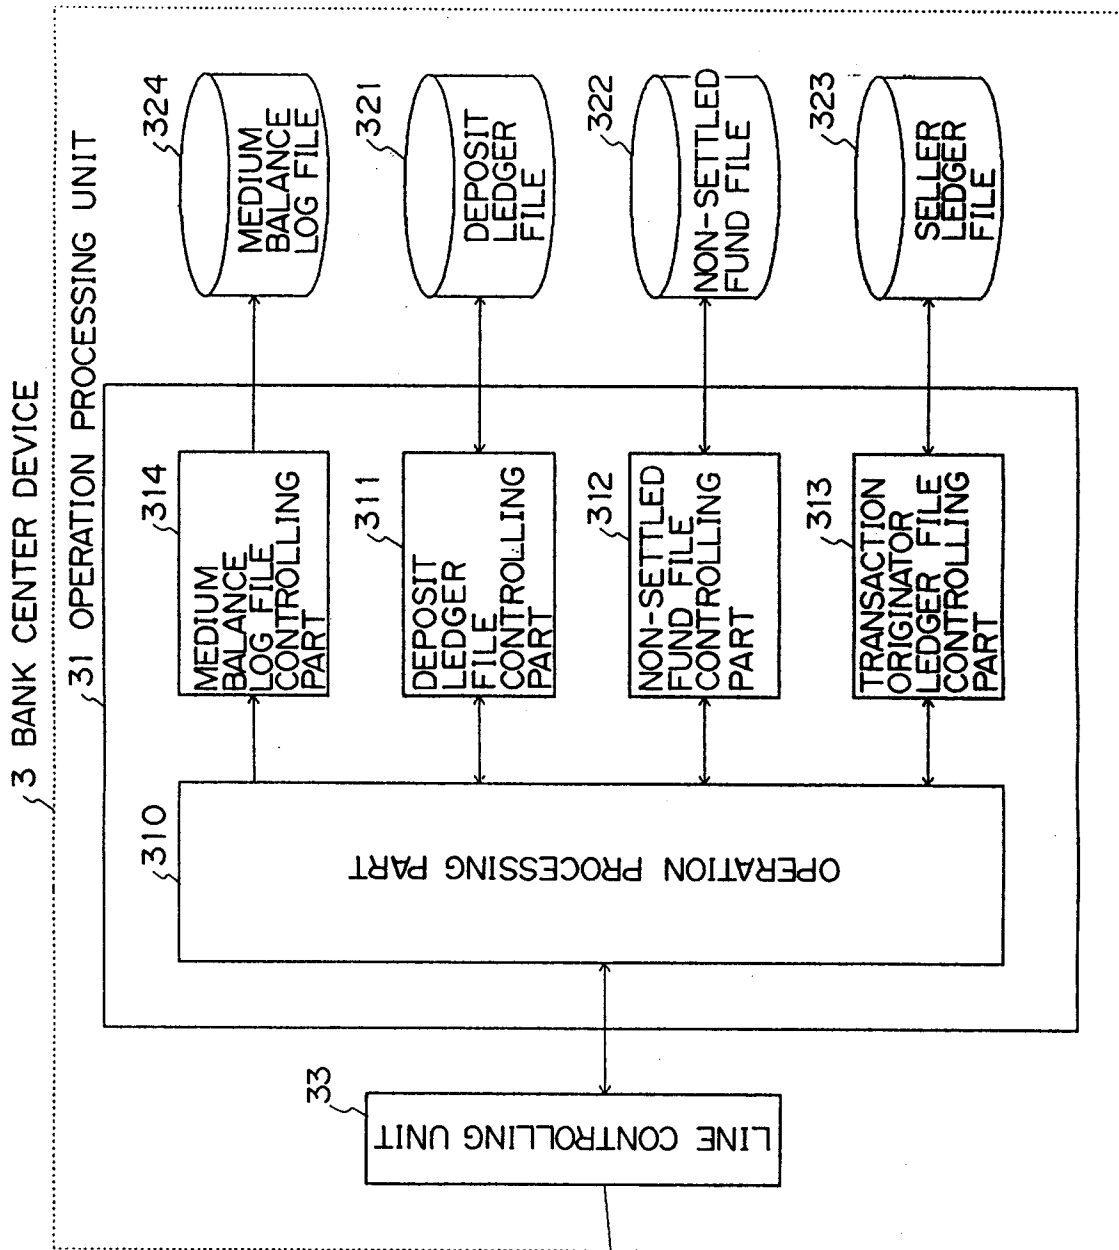 3 BANK CENTER DEVICE
31 OPERATION PROCESSING UNIT
324
MEDIUM
BALANCE
LOG FILE
321
DEPOSIT
LEDGER
FILE
322
NON-SETTLED
FUND FILE
323
SELLER
LEDGER
FILE
314
MEDIUM
BALANCE
LOG FILE
CONTROLLING
PART
311
DEPOSIT
LEDGER
FILE
CONTROLLING
PART
312
NON-SETTLED
FUND FILE
CONTROLLING
PART
313
TRANSACTION
ORIGINATOR
LEDGER FILE
CONTROLLING
PART
310
OPERATION PROCESSING PART
33
LINE CONTROLLING UNIT